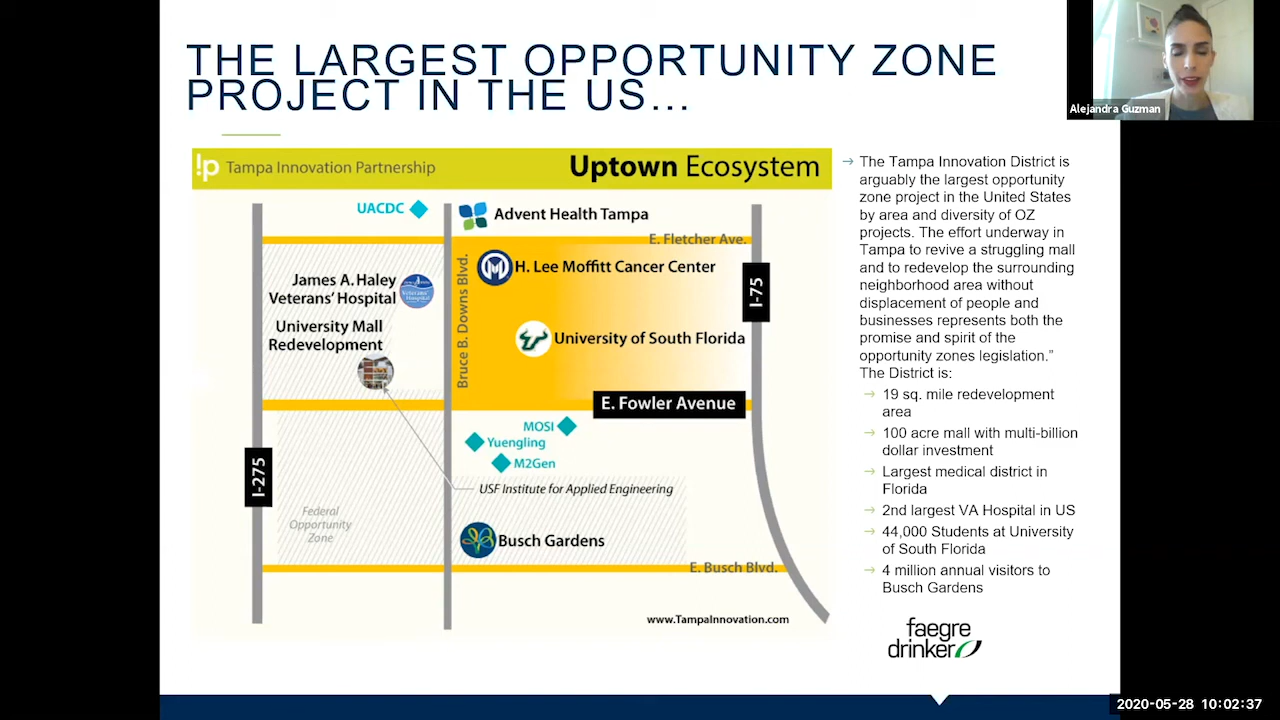 THE LARGEST OPPORTUNITY ZONE
PROJECT IN THE US...
Alejandra Guzman
!p Tampa Innovation Partnership
Uptown Ecosystem
UACDC
Advent Health Tampa
E. Fletcher Ave.
James A. Haley
Veterans' Hospital
H. Lee Moffitt Cancer Center
Bruce B. Downs Blvd.
I-75
University Mall
Redevelopment
University of South Florida
E. Fowler Avenue
MOSI
Yuengling
M2Gen
I-275
USF Institute for Applied Engineering
Federal
Opportunity
Zone
Busch Gardens
E. Busch Blvd.
www.TampaInnovation.com
The Tampa Innovation District is
arguably the largest opportunity
zone project in the United States
by area and diversity of OZ
projects. The effort underway in
Tampa to revive a struggling mall
and to redevelop the surrounding
neighborhood area without
displacement of people and
businesses represents both the
promise and spirit of the
opportunity zones legislation.”
The District is:
19 sq. mile redevelopment
area
100 acre mall with multi-billion
dollar investment
Largest medical district in
Florida
2nd largest VA Hospital in US
44,000 Students at University
of South Florida
4 million annual visitors to
Busch Gardens
faegre
drinker
2020-05-28 10:02:37